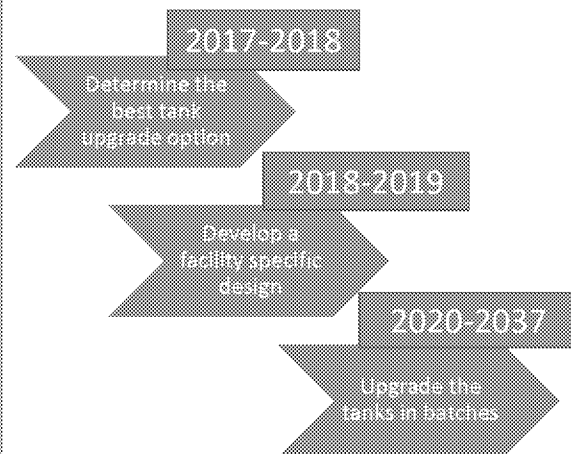 2017-2018
Determine the
best tank
upgrade option
2018-2019
Develop a
facility specific
design
2020-2037
Upgrade the
tanks in batches